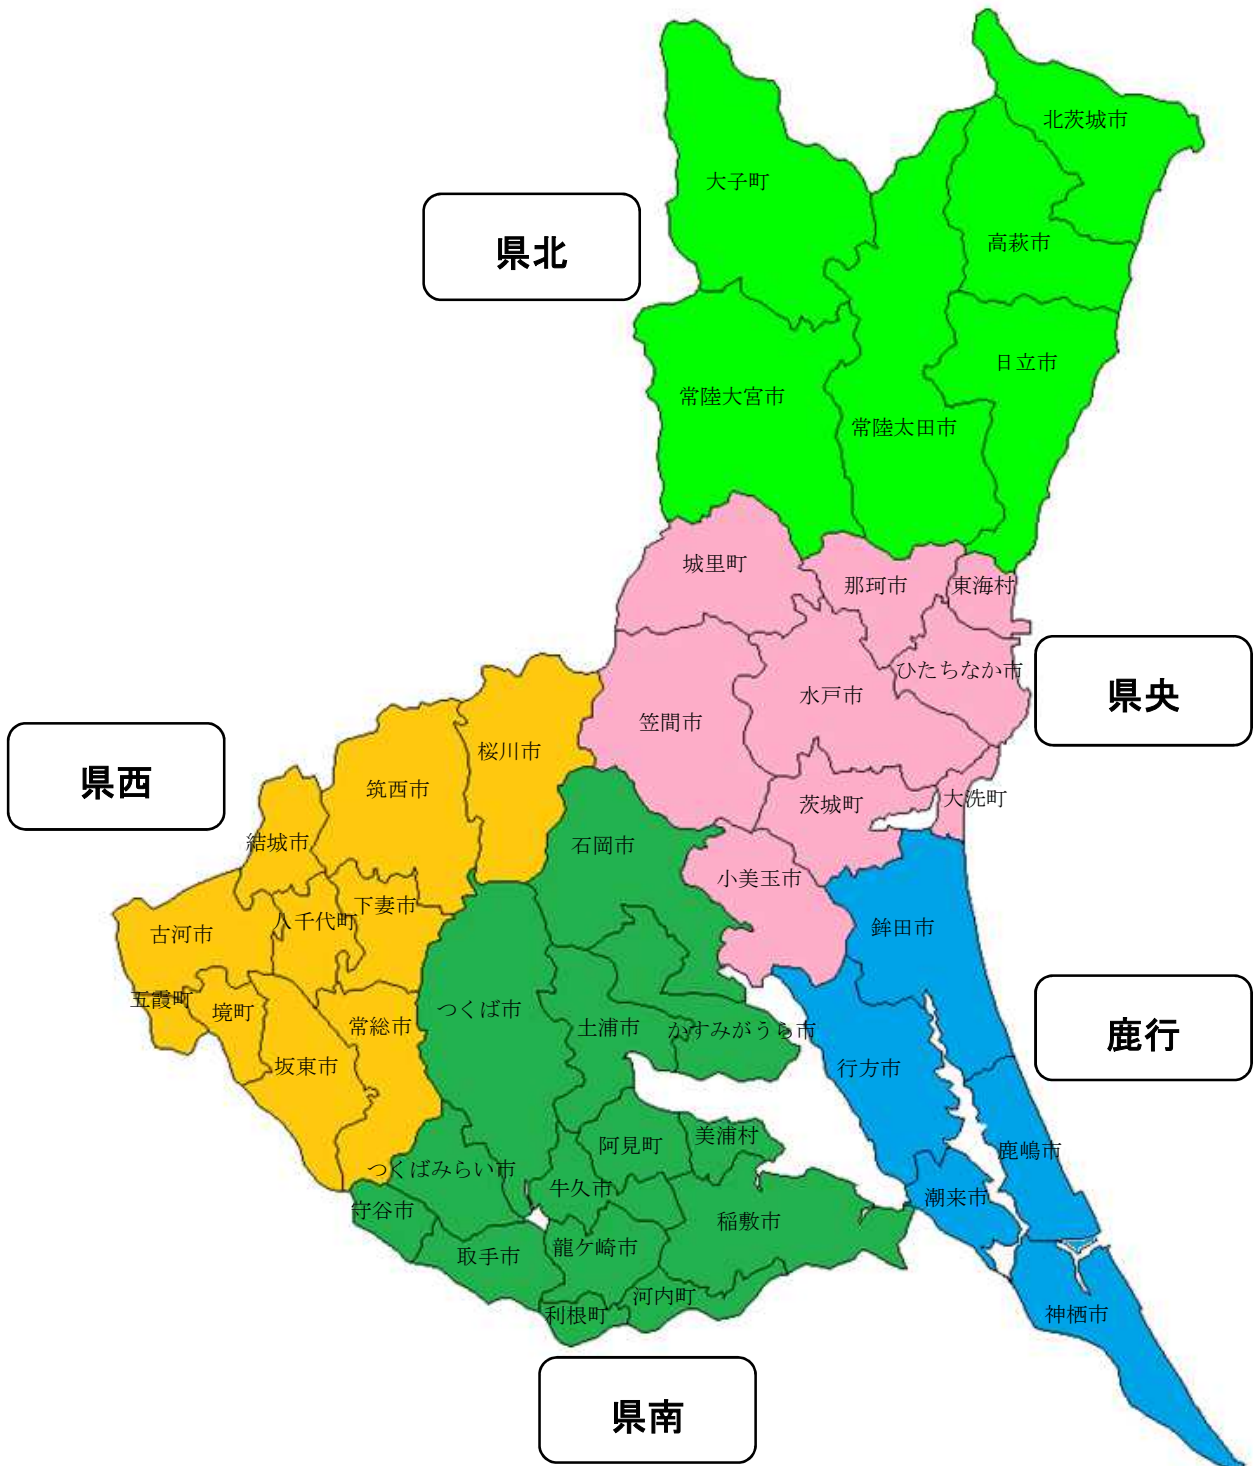 北茨城市
大子町
高萩市
県北
日立市
常陸大宮市
常陸太田市
城里町
那珂市
東海村
ひたちなか市
県央
水戸市
笠間市
桜川市
県西
筑西市
茨城町
大洗町
結城市
石岡市
小美玉市
八千代町
下妻市
鉾田市
古河市
五霞町
境町
つくば市
常総市
土浦市
かすみがうら市
鹿行
坂東市
行方市
美浦村
阿見町
鹿嶋市
つくばみらい市
牛久市
潮来市
守谷市
稲敷市
取手市
龍ケ崎市
河内町
利根町
神栖市
県南